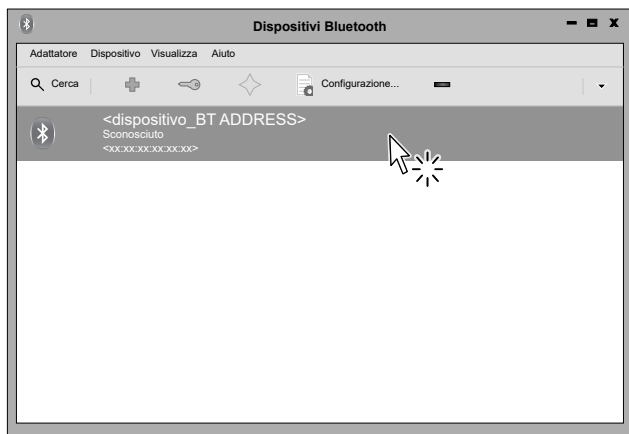 Dispositivi Bluetooth
Adattatore Dispositivo Visualizza Aiuto
Cerca Configurazione...
<dispositivo_BT ADDRESS>
Sconosciuto
<xx:xx:xx:xx:xx:xx>